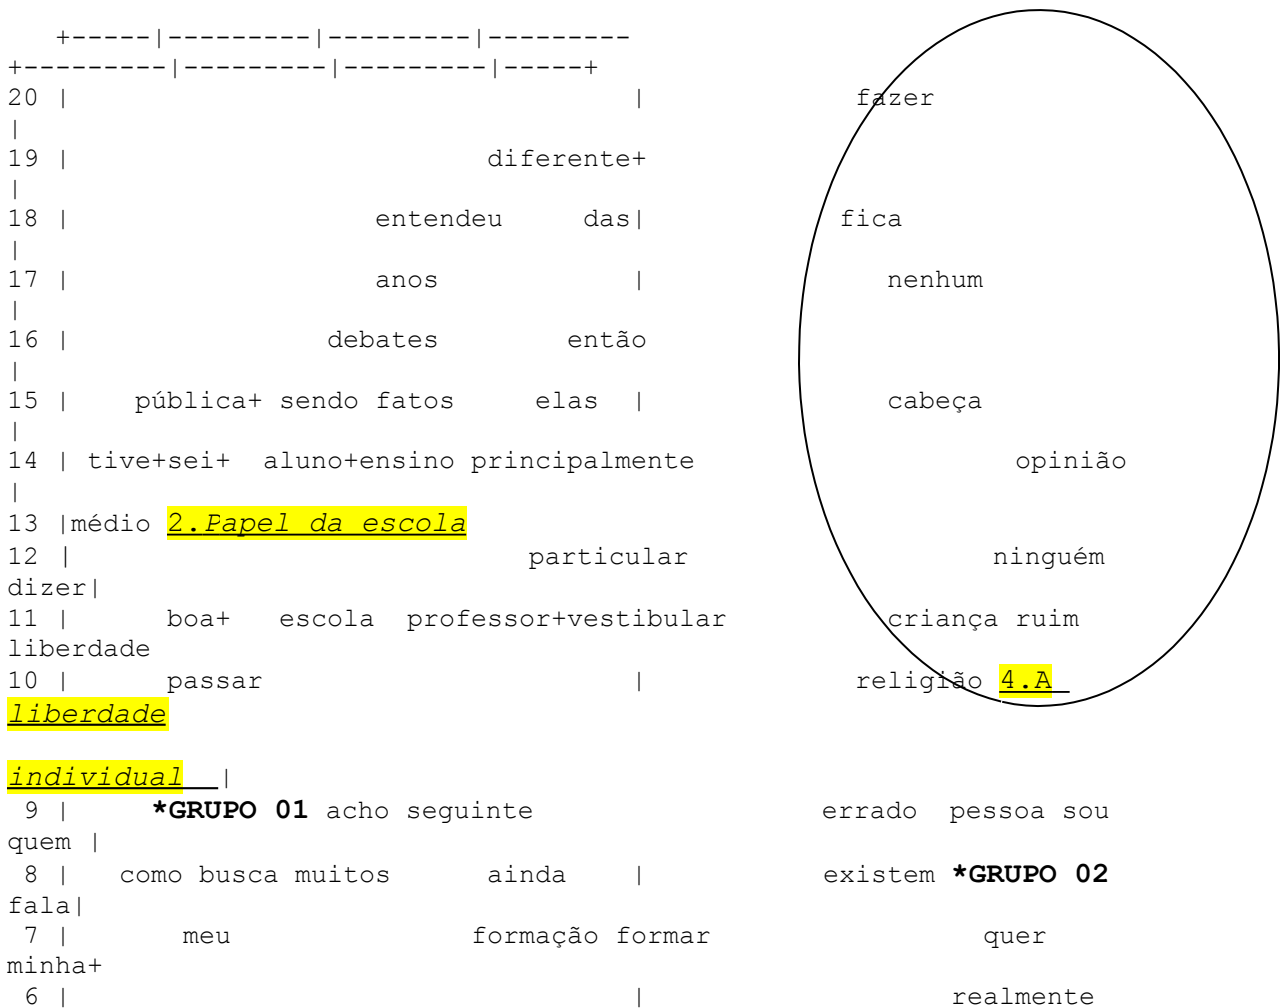 +-----|---------|---------|---------
+---------|---------|---------|-----+
20 | | fazer
|
19 | diferente+
|
18 | entendeu das| fica
|
17 | anos | nenhum
|
16 | debates então
|
15 | pública+ sendo fatos elas | cabeça
|
14 | tive+sei+ aluno+ensino principalmente opinião
|
13 |médio 2.Papel da escola
12 | particular ninguém
dizer|
11 | boa+ escola professor+vestibular criança ruim
liberdade
10 | passar | religião 4.A
liberdade
individual |
9 | *GRUPO 01 acho seguinte errado pessoa sou
quem |
8 | como busca muitos ainda | existem *GRUPO 02
fala|
7 | meu formação formar quer
minha+
6 | | realmente